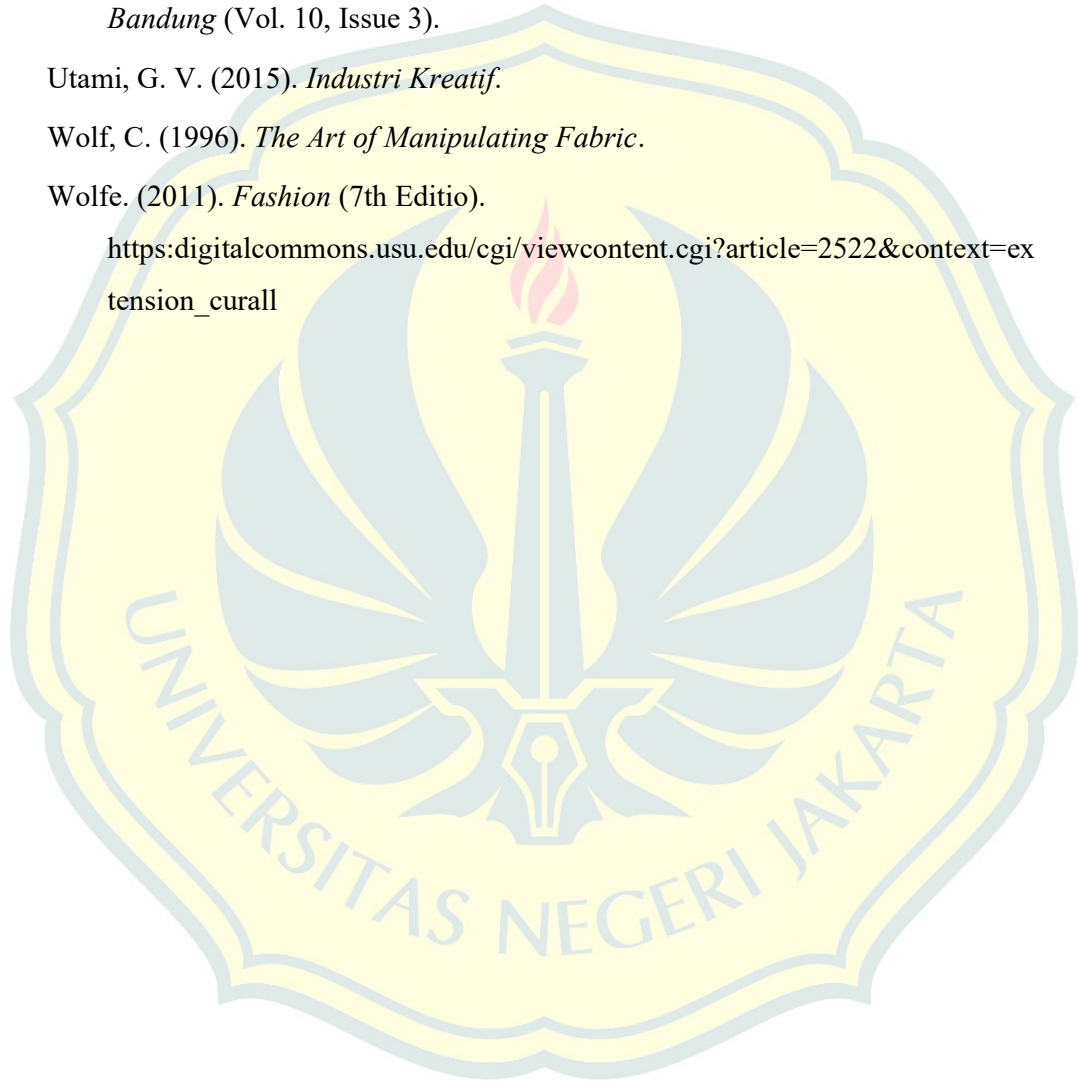 Bandung (Vol. 10, Issue 3).
Utami, G. V. (2015). Industri Kreatif.
Wolf, C. (1996). The Art of Manipulating Fabric.
Wolfe. (2011). Fashion (7th Editio).
https:digitalcommons.usu.edu/cgi/viewcontent.cgi?article=2522&context=ex
tension_curall
UNIVERSITAS NEGERI JAKARTA